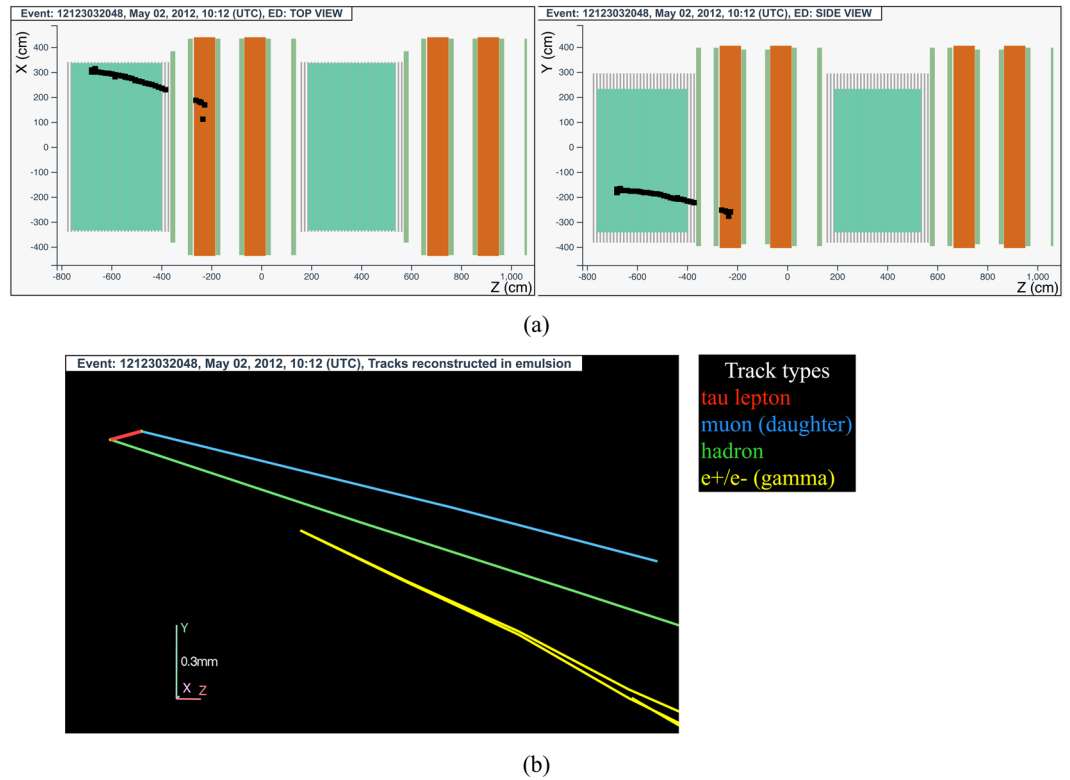 Event: 12123032048, May 02, 2012, 10:12 (UTC), ED: TOP VIEW
X (cm)
400
300
200
100
0
-100
-200
-300
-400
-800
-600
-400
-200
0
200
400
600
800
1,000
Z (cm)
Event: 12123032048, May 02, 2012, 10:12 (UTC), ED: SIDE VIEW
Y (cm)
400
300
200
100
0
-100
-200
-300
-400
-800
-600
-400
-200
0
200
400
600
800
1,000
Z (cm)
(a)
Event: 12123032048, May 02, 2012, 10:12 (UTC), Tracks reconstructed in emulsion
Y
0.3mm
X
Z
Track types
tau lepton
muon (daughter)
hadron
e+/e- (gamma)
(b)